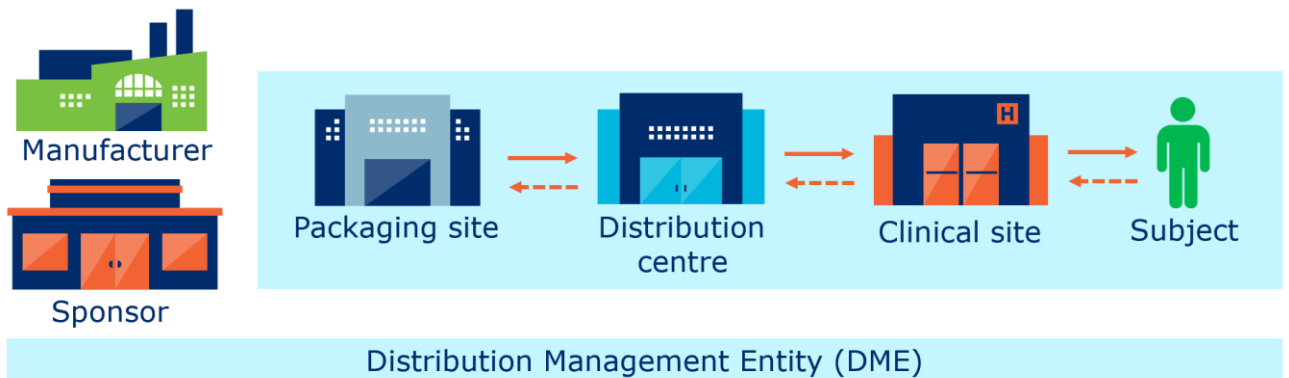 Manufacturer
Sponsor
Packaging site
Distribution
centre
H
Clinical site
Subject
Distribution Management Entity (DME)